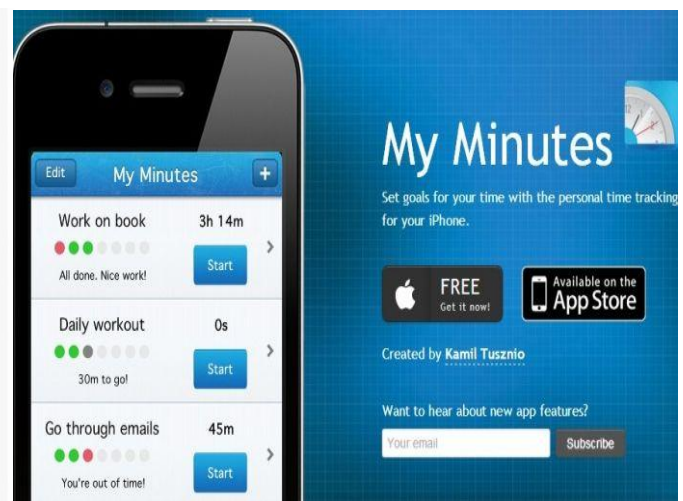 Edit
My Minutes
+
Work on book
3h 14m
All done. Nice work!
Start
Daily workout
0s
30m to go!
Start
Go through emails
45m
You're out of time!
Start
My Minutes
Set goals for your time with the personal time tracking
for your iPhone.
FREE
Get it now!
Available on the
App Store
Created by Kamil Tusznio
Want to hear about new app features?
Your email
Subscribe